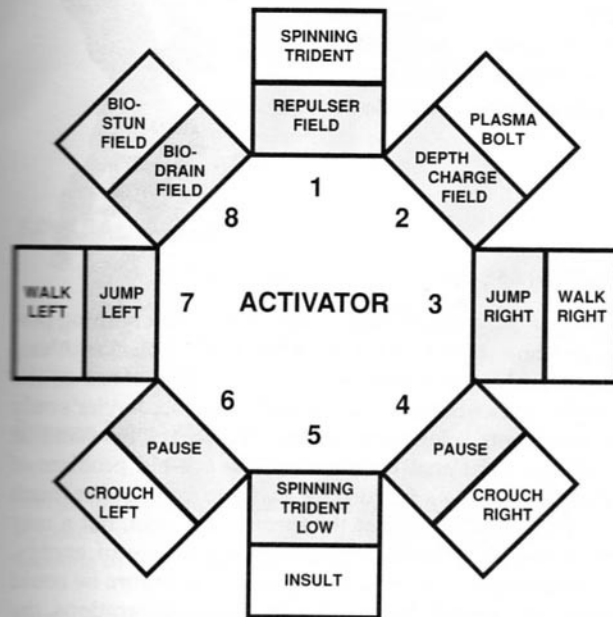 SPINNING
TRIDENT
REPULSER
FIELD
BIO-
STUN
FIELD
BIO-
DRAIN
FIELD
PLASMA
BOLT
DEPTH
CHARGE
FIELD
1
8
2
WALK
LEFT
JUMP
LEFT
7
ACTIVATOR
3
JUMP
RIGHT
WALK
RIGHT
6
4
5
PAUSE
CROUCH
LEFT
PAUSE
CROUCH
RIGHT
SPINNING
TRIDENT
LOW
INSULT